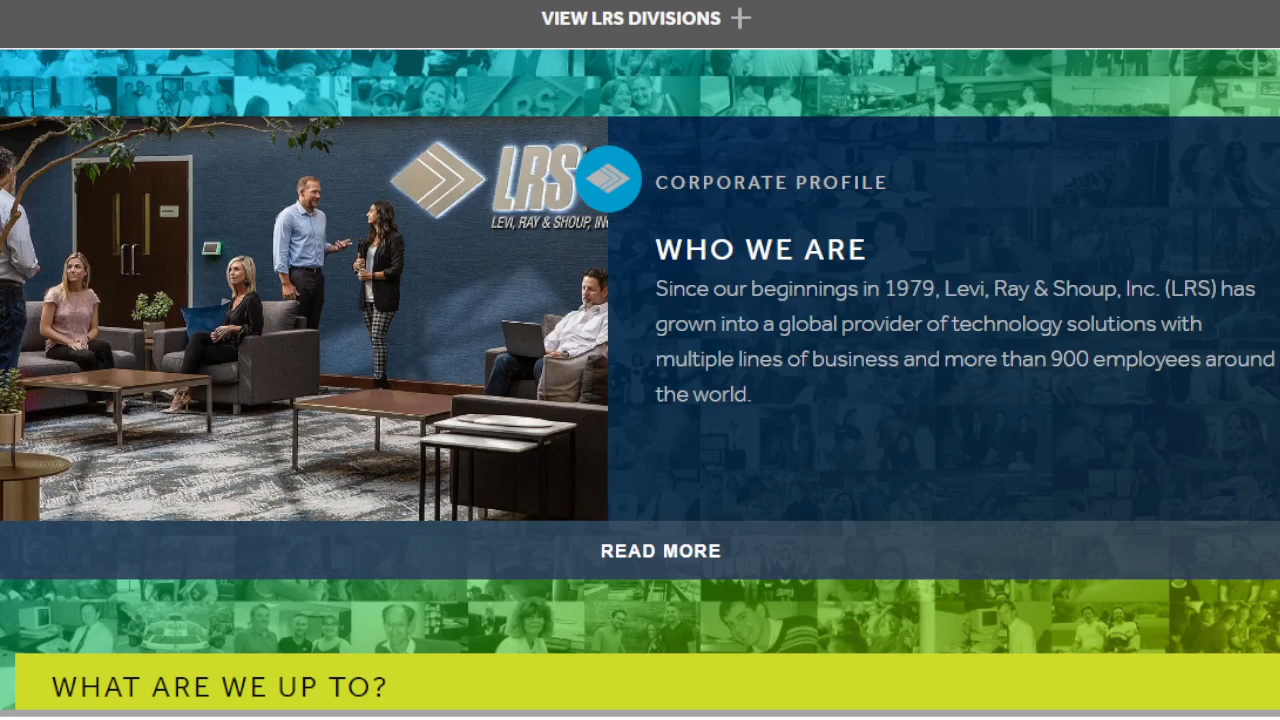 VIEW LRS DIVISIONS
LRS
LRS
LEVI, RAY & SHOUP, INC
CORPORATE PROFILE
WHO WE ARE
Since our beginnings in 1979, Levi, Ray & Shoup, Inc. (LRS) has
grown into a global provider of technology solutions with
multiple lines of business and more than 900 employees around
the world.
READ MORE
WHAT ARE WE UP TO?